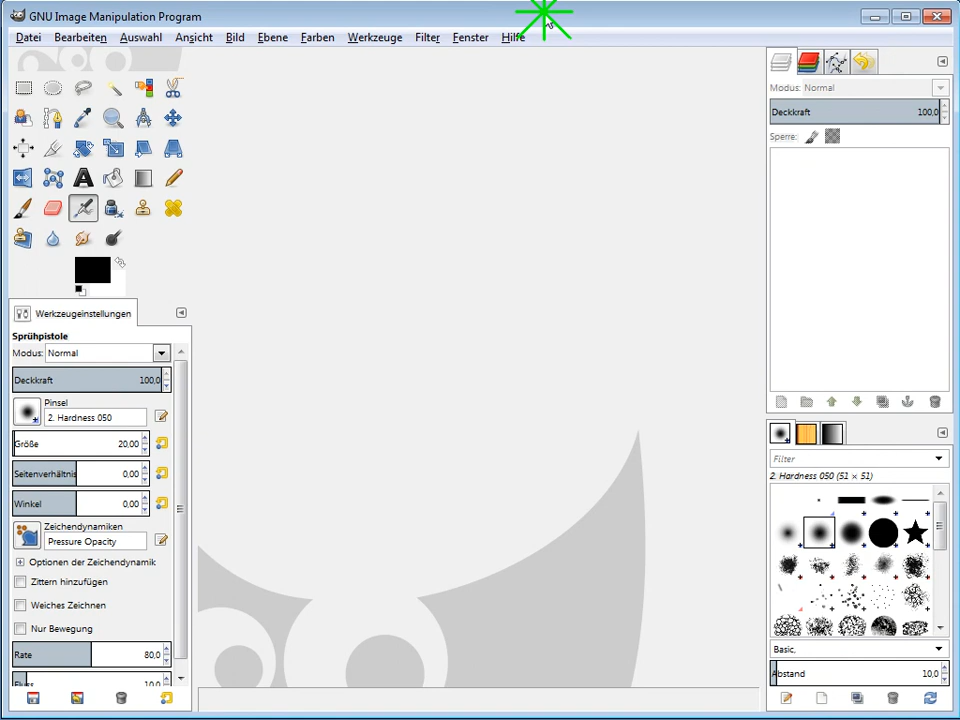 GNU Image Manipulation Program
Datei Bearbeiten Auswahl Ansicht Bild Ebene Farben Werkzeuge Filter Fenster Hilfe
Modus: Normal
Deckkraft 100,0
Sperre:
Werkzeugeinstellungen
Sprühpistole
Modus: Normal
Deckkraft 100,0
Pinsel
2. Hardness 050
Größe 20,00
Seitenverhältnis 0,00
Winkel 0,00
Zeichendynamiken
Pressure Opacity
Optionen der Zeichendynamik
Zittern hinzufügen
Weiches Zeichnen
Nur Bewegung
Rate 80,0
Fluss 10,0
Filter
2. Hardness 050 (51 × 51)
Basic,
Abstand 10,0